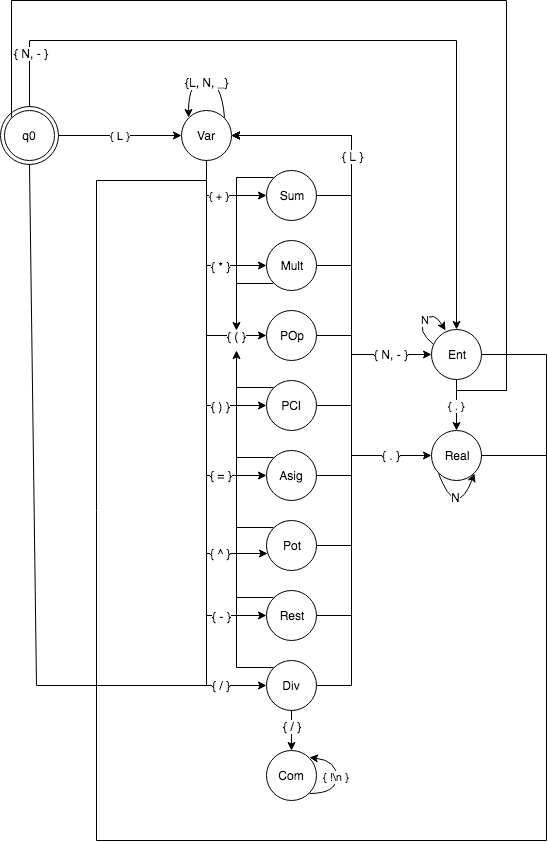 { N, - }
{L, N, _}
q0
{ L }
Var
{ L }
{ + }
Sum
{ * }
Mult
{ ( }
POp
N
{ N, - }
Ent
{ ) }
PCl
{ . }
{ = }
Asig
{ . }
Real
N
{ ^ }
Pot
{ - }
Rest
{ / }
Div
{ / }
Com
{ !\n }